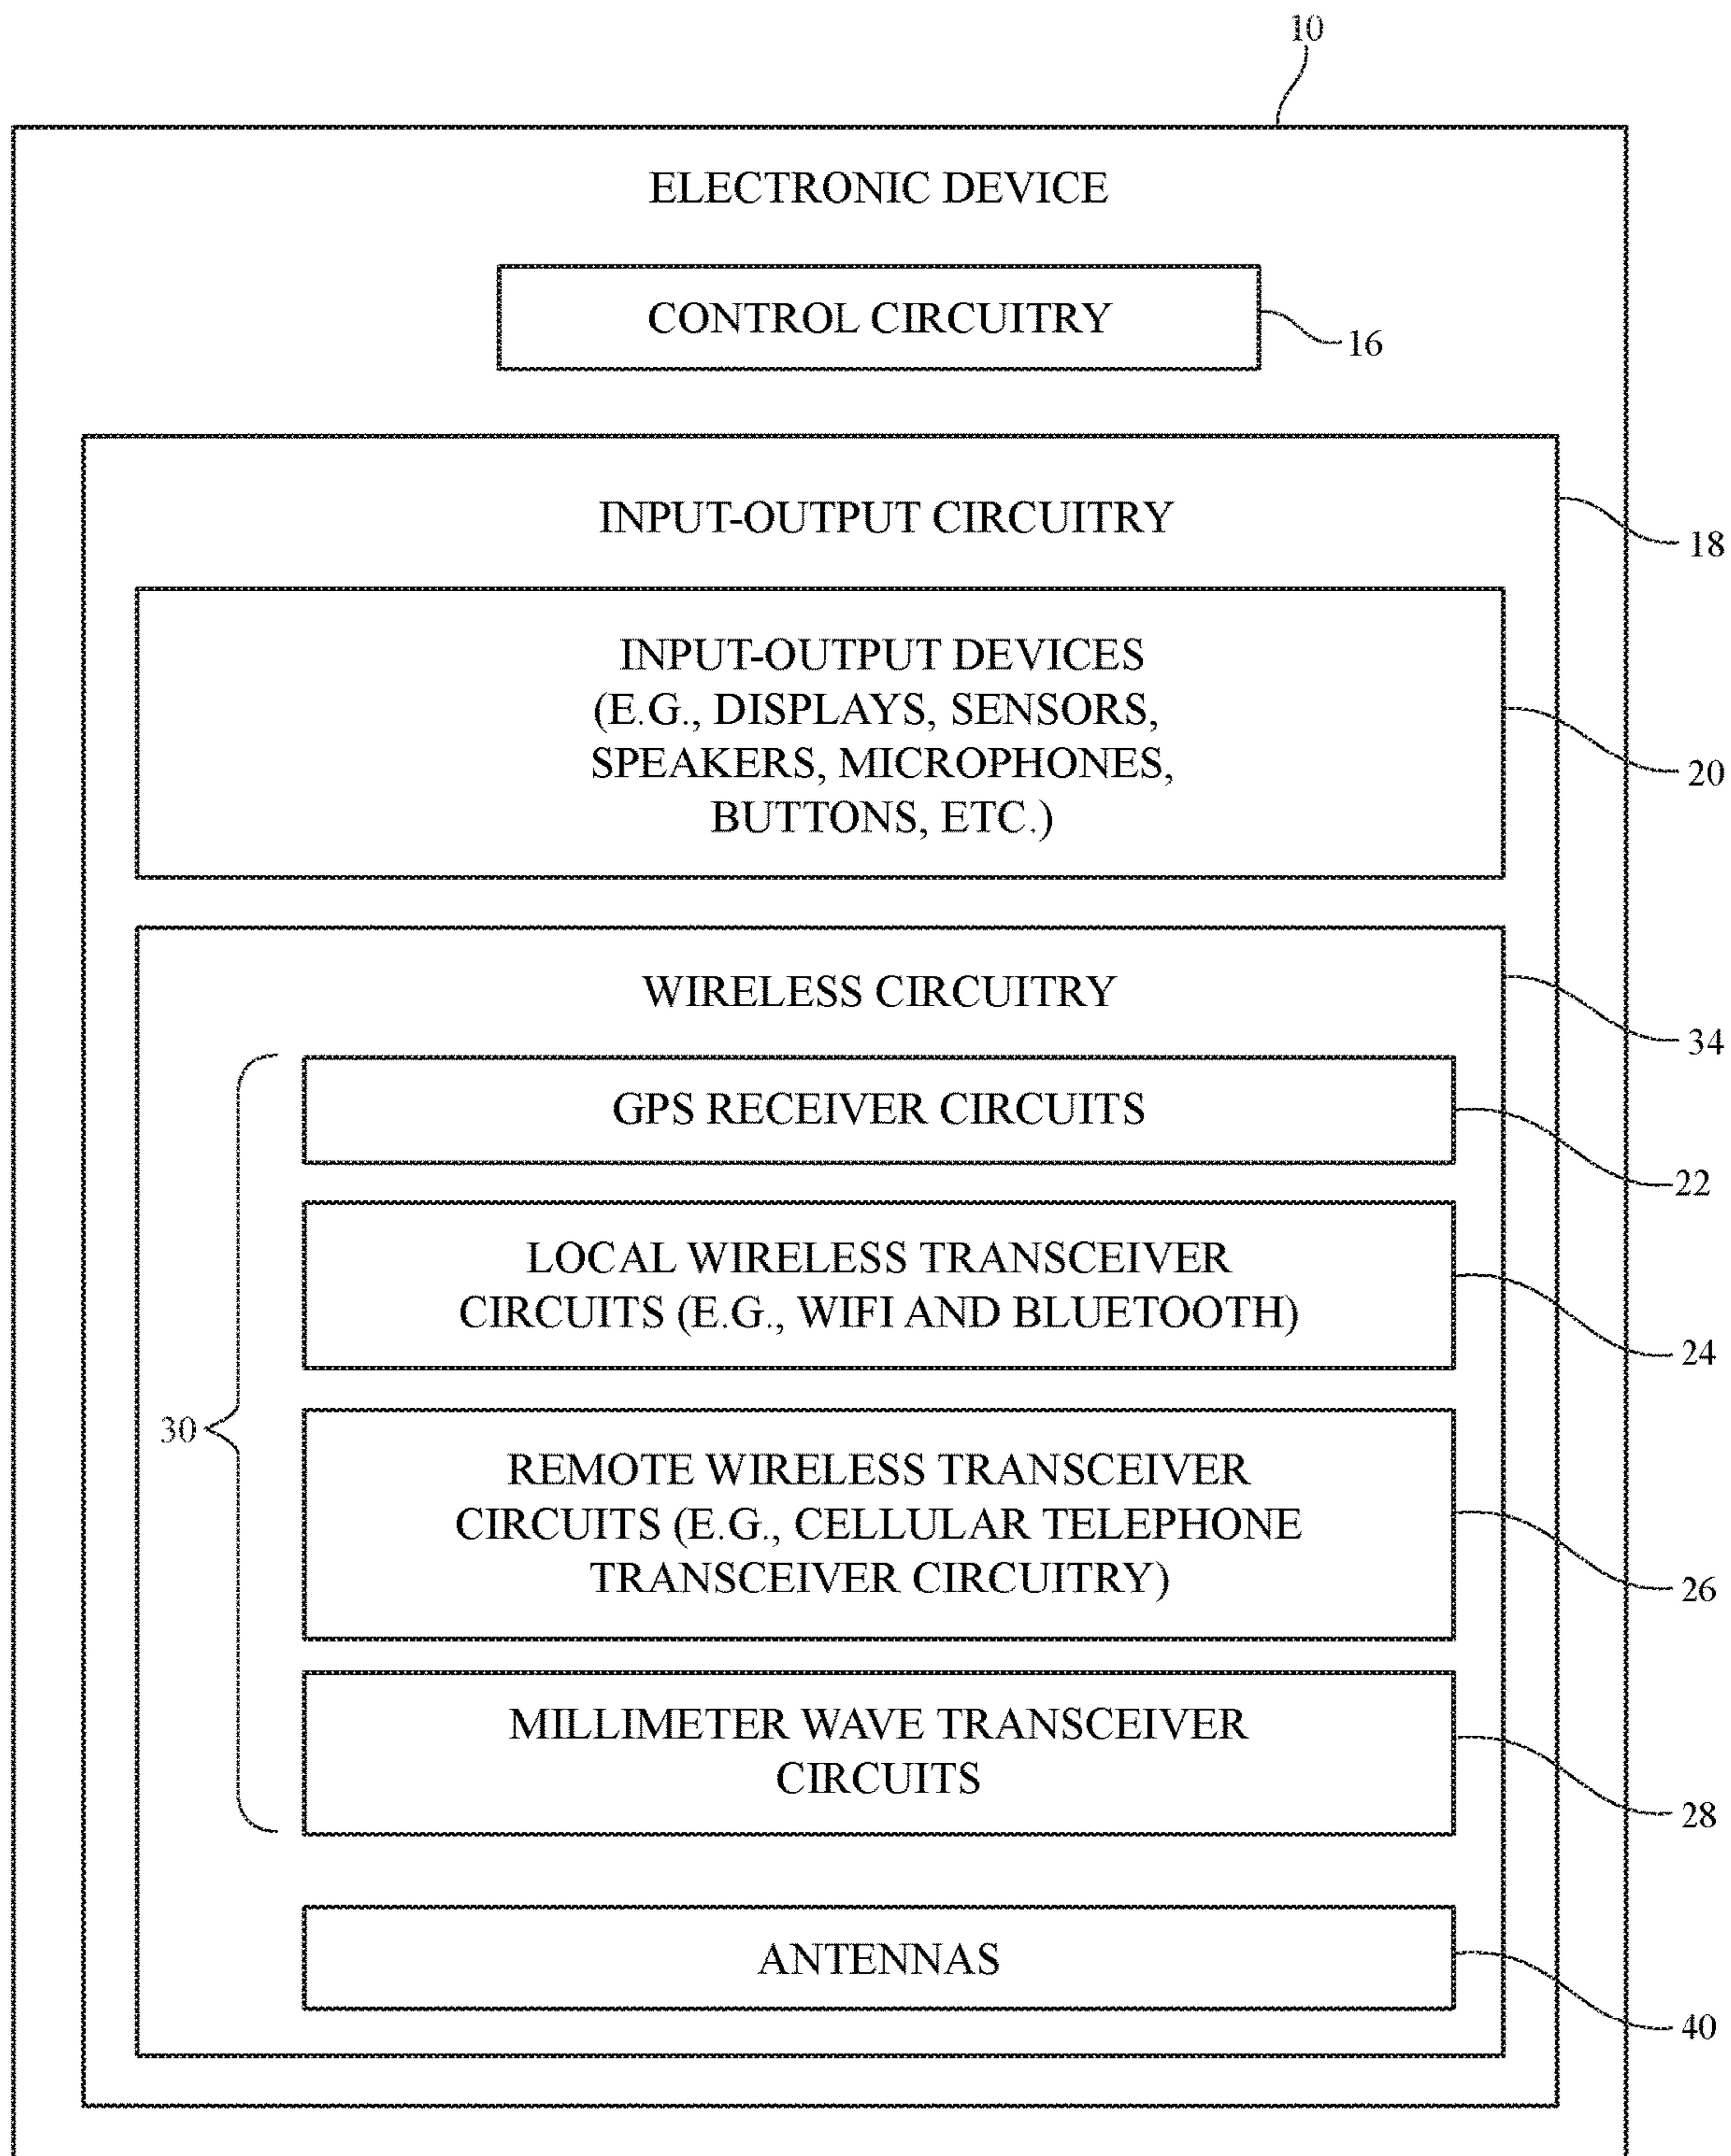 10
ELECTRONIC DEVICE
CONTROL CIRCUITRY
16
INPUT-OUTPUT CIRCUITRY
18
INPUT-OUTPUT DEVICES
(E.G., DISPLAYS, SENSORS,
SPEAKERS, MICROPHONES,
BUTTONS, ETC.)
20
WIRELESS CIRCUITRY
34
GPS RECEIVER CIRCUITS
22
LOCAL WIRELESS TRANSCEIVER
CIRCUITS (E.G., WIFI AND BLUETOOTH)
24
30
REMOTE WIRELESS TRANSCEIVER
CIRCUITS (E.G., CELLULAR TELEPHONE
TRANSCEIVER CIRCUITRY)
26
MILLIMETER WAVE TRANSCEIVER
CIRCUITS
28
ANTENNAS
40